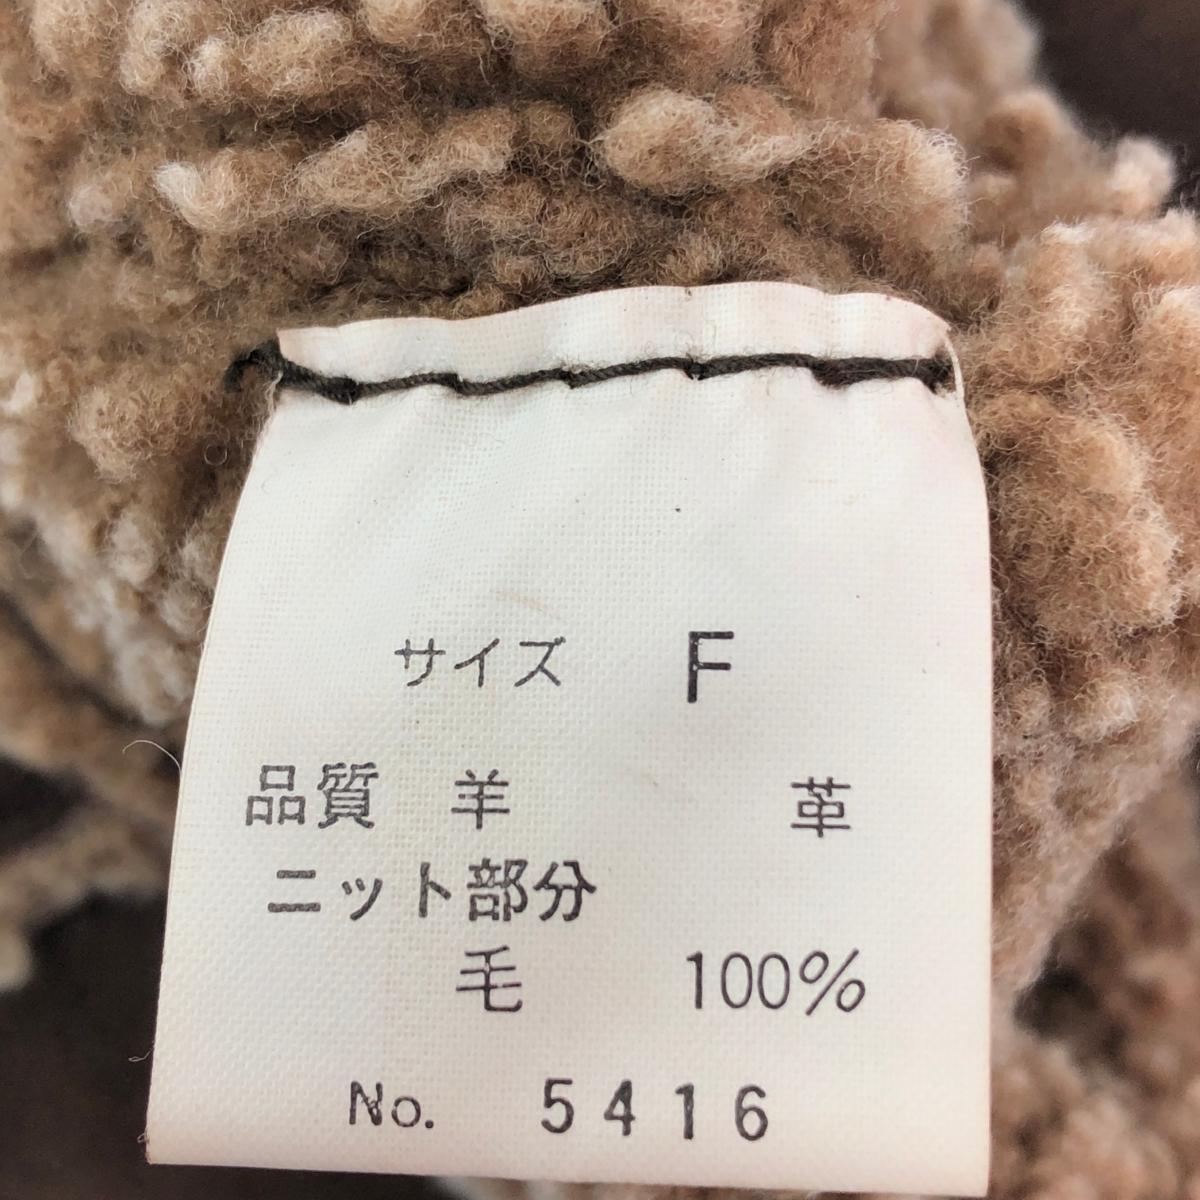 サイズ F
品質 羊 革
ニット部分
毛 100%
No. 5416